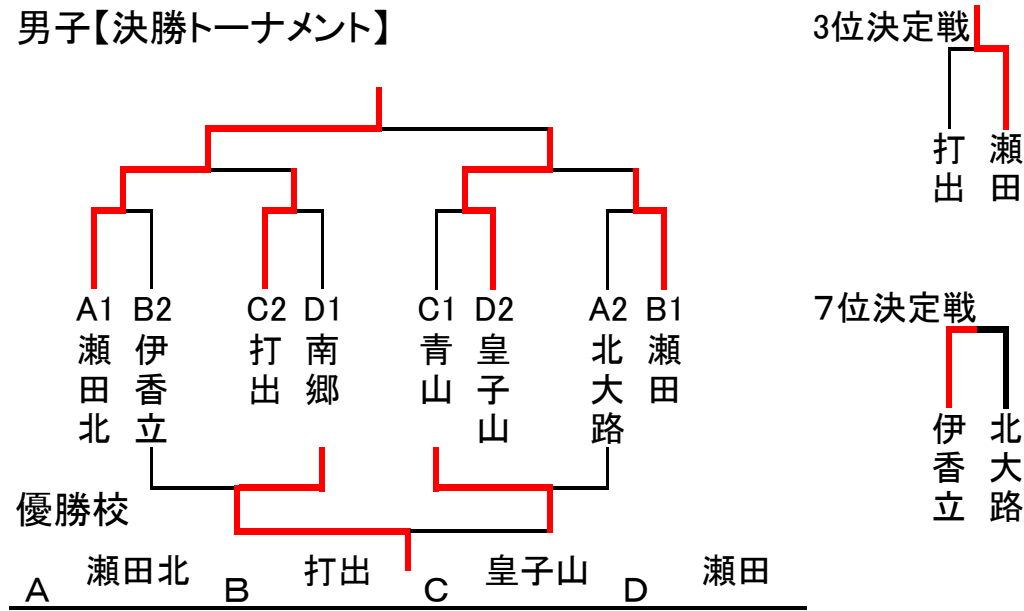 男子【決勝トーナメント】
3位決定戦
打出
瀬田
A1 B2 C2 D1 C1 D2 A2 B1
瀬田北
伊香立
打出
南郷
青山
皇子山
北大路
瀬田
7位決定戦
伊香立
北大路
優勝校
A 瀬田北 B 打出 C 皇子山 D 瀬田